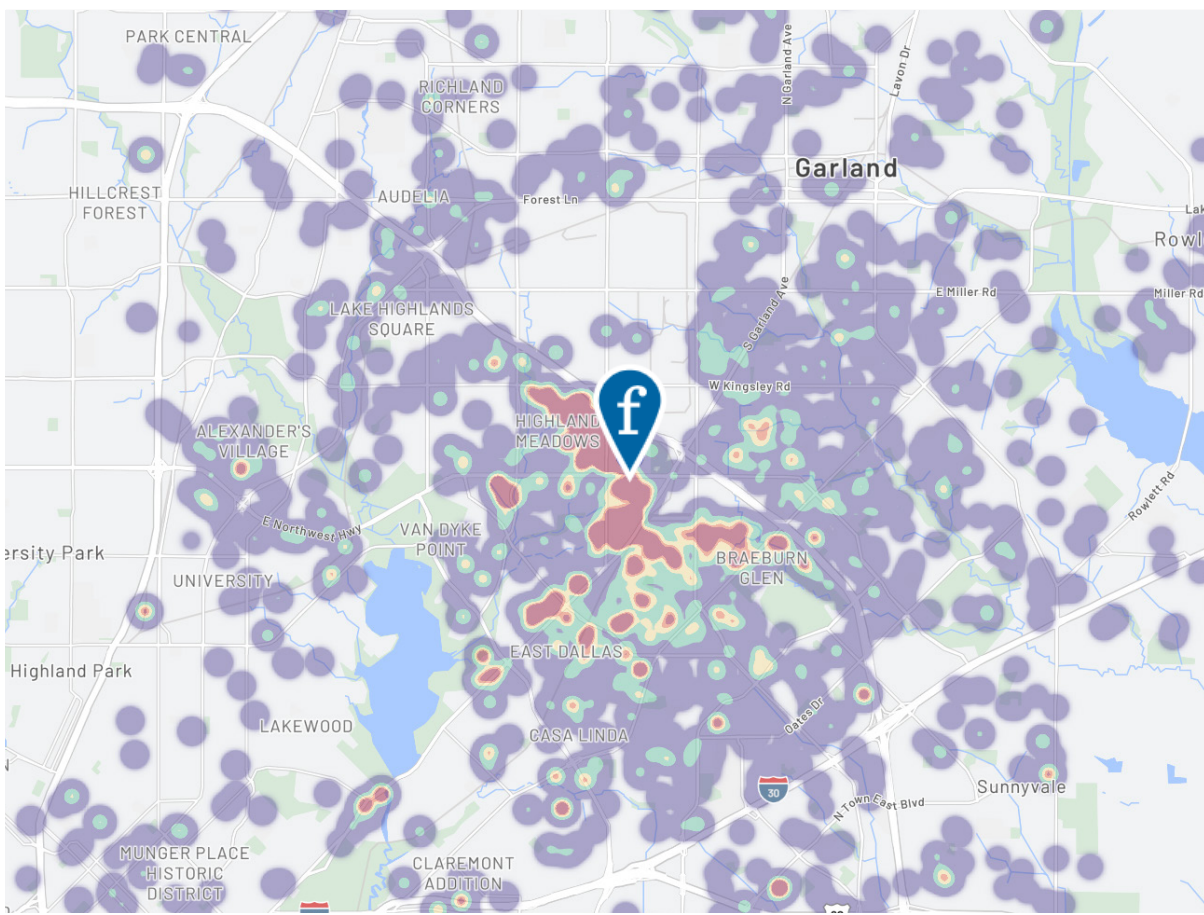 PARK CENTRAL
RICHLAND
CORNERS
N Garland Ave
Lavon Dr
Garland
HILLCREST
FOREST
AUDELIA
Forest Ln
Rowl
E Miller Rd
Miller Rd
LAKE HIGHLANDS
SQUARE
S Garland Ave
W Kingsley Rd
f
HIGHLAND
MEADOWS
ALEXANDER'S
VILLAGE
Rowlett Rd
E Northwest Hwy
VAN DYKE
POINT
ersity Park
BRAEBURN
GLEN
UNIVERSITY
EAST DALLAS
Highland Park
LAKEWOOD
Oates Dr
CASA LINDA
30
Sunnyvale
N Town East Blvd
MUNGER PLACE
HISTORIC
DISTRICT
CLAREMONT
ADDITION